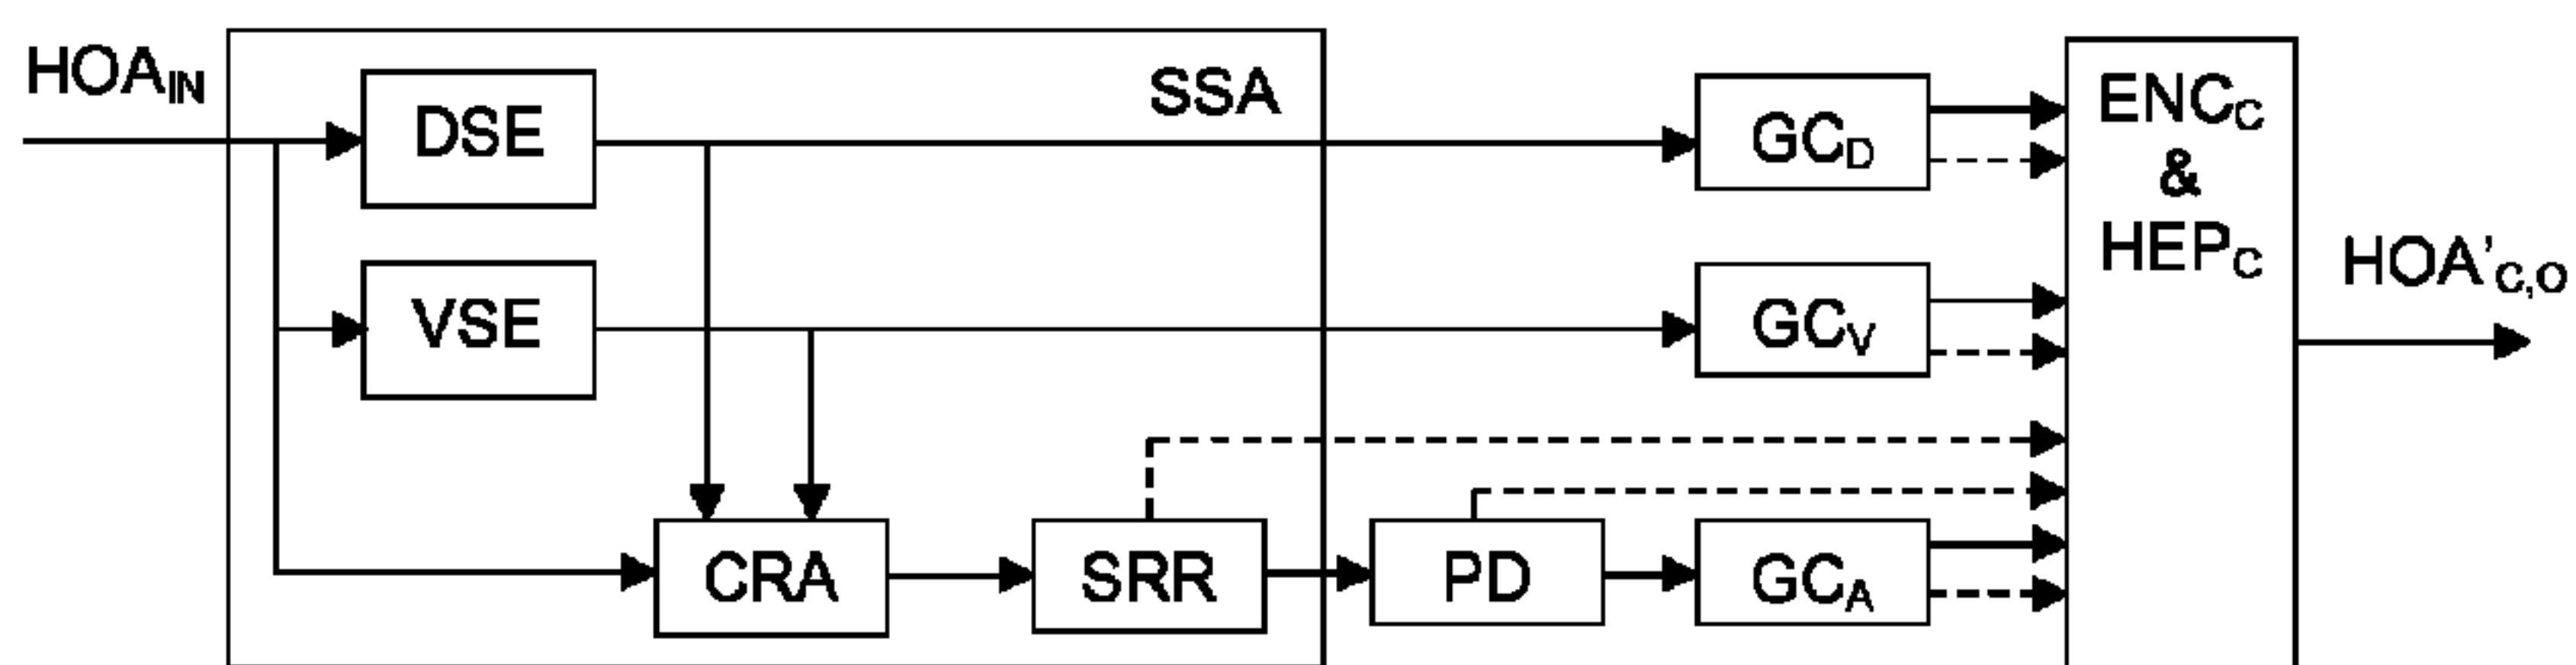 HOA_IN
SSA
DSE
GC_D
ENC_C
&
HEP_C
VSE
GC_V
HOA'_C,O
CRA
SRR
PD
GC_A